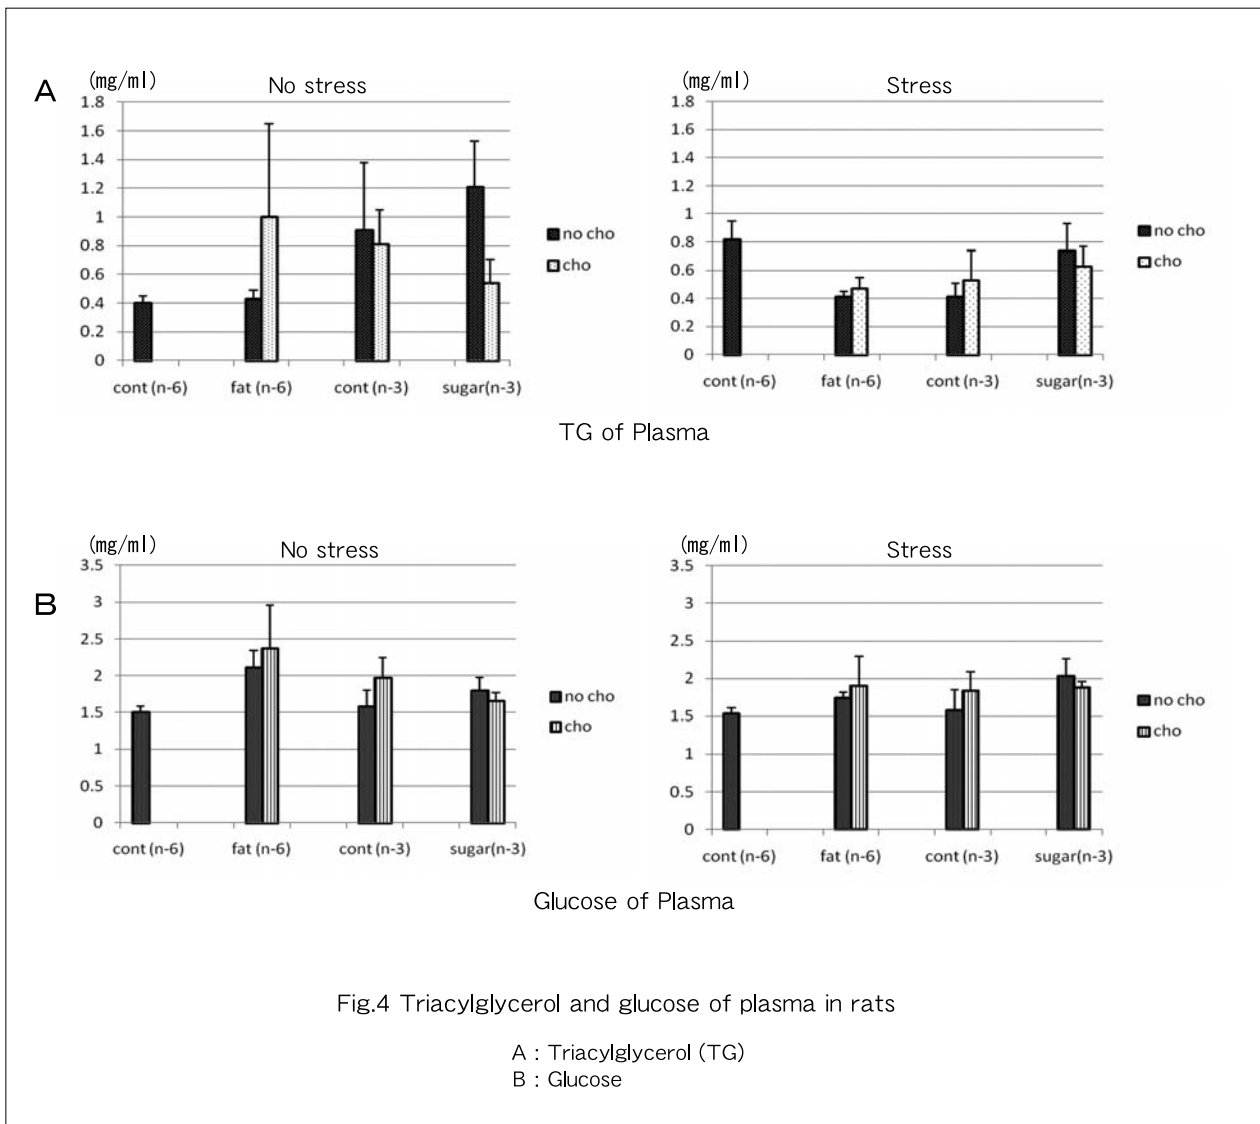 A
(mg/ml)
No stress
1.8
1.6
1.4
1.2
1
0.8
0.6
0.4
0.2
0
cont (n-6) fat (n-6) cont (n-3) sugar(n-3)
no cho
cho
(mg/ml)
Stress
1.8
1.6
1.4
1.2
1
0.8
0.6
0.4
0.2
0
cont (n-6) fat (n-6) cont (n-3) sugar(n-3)
no cho
cho
TG of Plasma
B
(mg/ml)
No stress
3.5
3
2.5
2
1.5
1
0.5
0
cont (n-6) fat (n-6) cont (n-3) sugar(n-3)
no cho
cho
(mg/ml)
Stress
3.5
3
2.5
2
1.5
1
0.5
0
cont (n-6) fat (n-6) cont (n-3) sugar(n-3)
no cho
cho
Glucose of Plasma
Fig.4 Triacylglycerol and glucose of plasma in rats
A : Triacylglycerol (TG)
B : Glucose